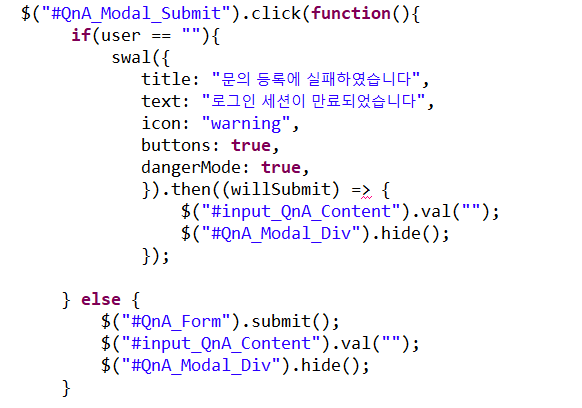 $("#QnA_Modal_Submit").click(function(){
if(user == ""){
swal({
title: "문의 등록에 실패하였습니다",
text: "로그인 세션이 만료되었습니다",
icon: "warning",
buttons: true,
dangerMode: true,
}).then((willSubmit) => {
$("#input_QnA_Content").val("");
$("#QnA_Modal_Div").hide();
});
} else {
$("#QnA_Form").submit();
$("#input_QnA_Content").val("");
$("#QnA_Modal_Div").hide();
}